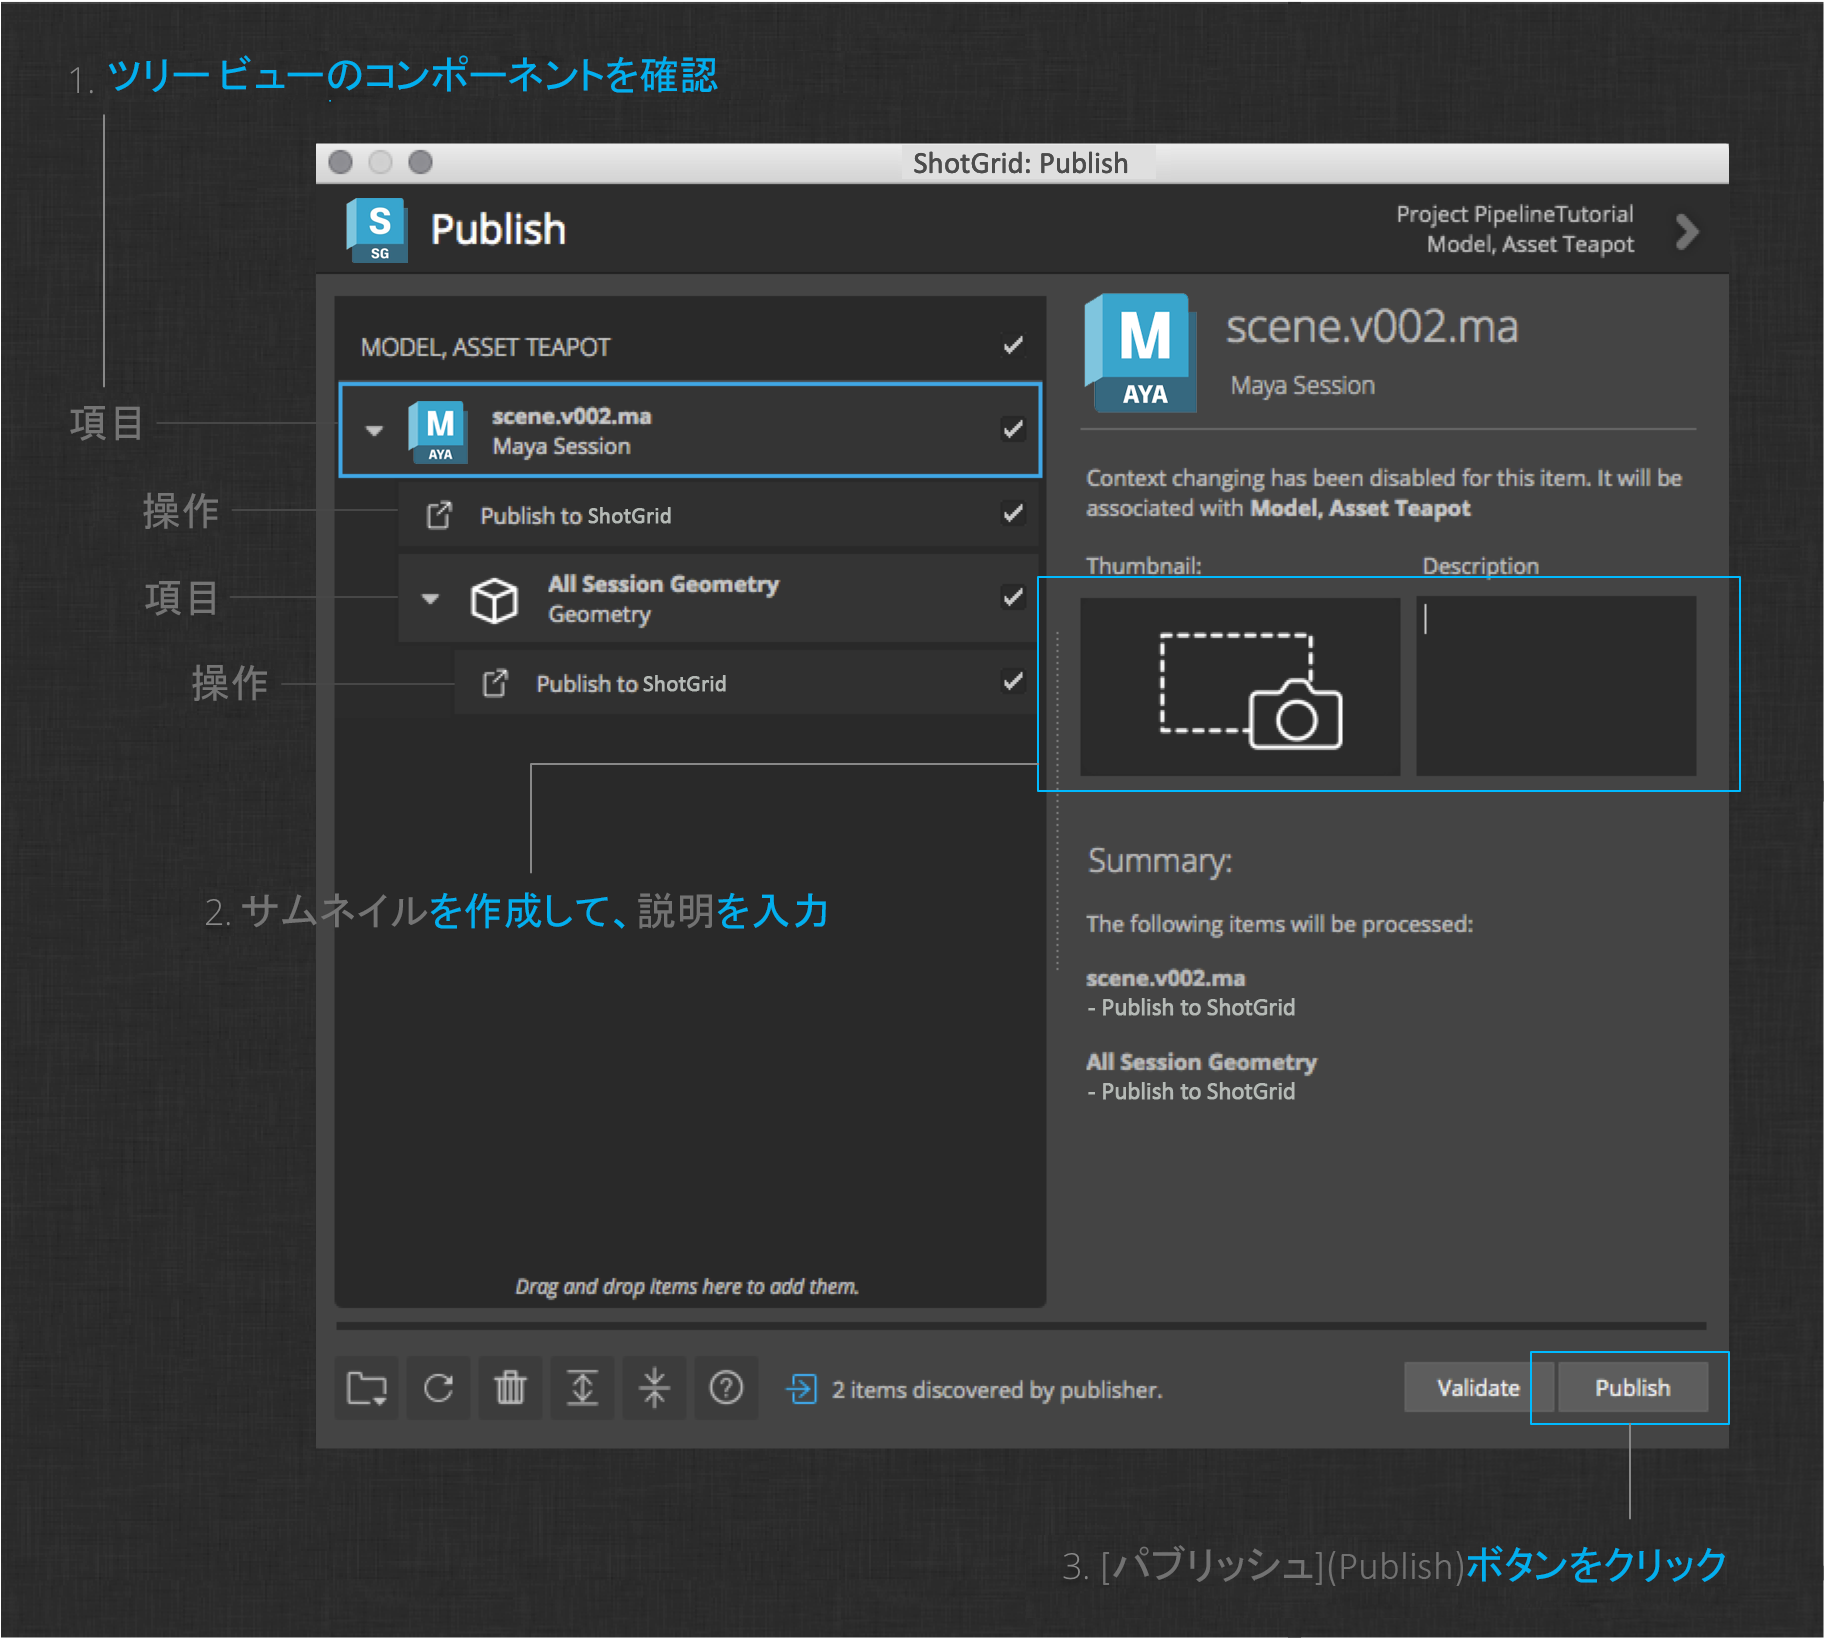 1. ツリー ビューのコンポーネントを確認
ShotGrid: Publish
S
SG
Publish
Project PipelineTutorial
Model, Asset Teapot
MODEL, ASSET TEAPOT
項目
M
AYA
scene.v002.ma
Maya Session
操作
Publish to ShotGrid
項目
All Session Geometry
Geometry
操作
Publish to ShotGrid
2. サムネイルを作成して、説明を入力
Drag and drop items here to add them.
M
AYA
scene.v002.ma
Maya Session
Context changing has been disabled for this item. It will be
associated with Model, Asset Teapot
Thumbnail:
Description
Summary:
The following items will be processed:
scene.v002.ma
- Publish to ShotGrid
All Session Geometry
- Publish to ShotGrid
?
2 items discovered by publisher.
Validate
Publish
3. [パブリッシュ](Publish)ボタンをクリック